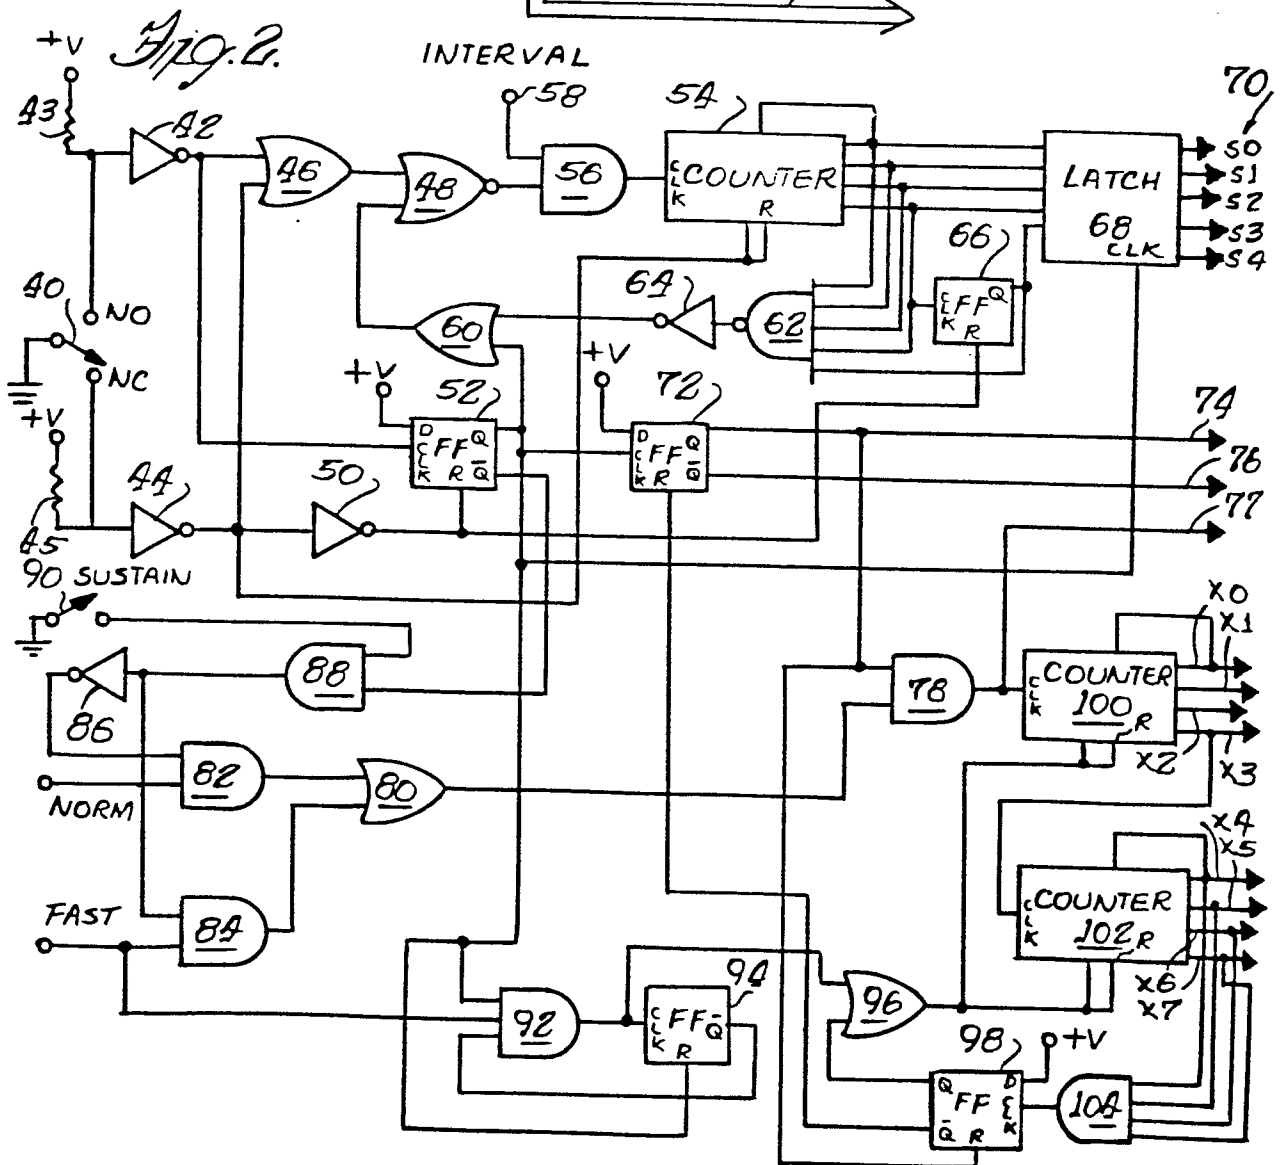 Fig. 2.
+V
INTERVAL
43
42
58
54
70
46
48
56
CLK COUNTER R
LATCH
68
CLK
S0
S1
S2
S3
S4
66
64
62
CLK FF Q R
40
NO
NC
60
+V
+V
52
72
+V
D CLK FF Q R Q̅
D CLK FF Q R Q̅
74
76
77
44
50
45
90 SUSTAIN
88
86
78
CLK COUNTER 100 R
X0
X1
X2
X3
82
80
NORM
84
FAST
CLK COUNTER 102 R
X4
X5
X6
X7
92
94
CLK FF Q̅ R
96
98
+V
Q D FF CLK Q̅ R
104